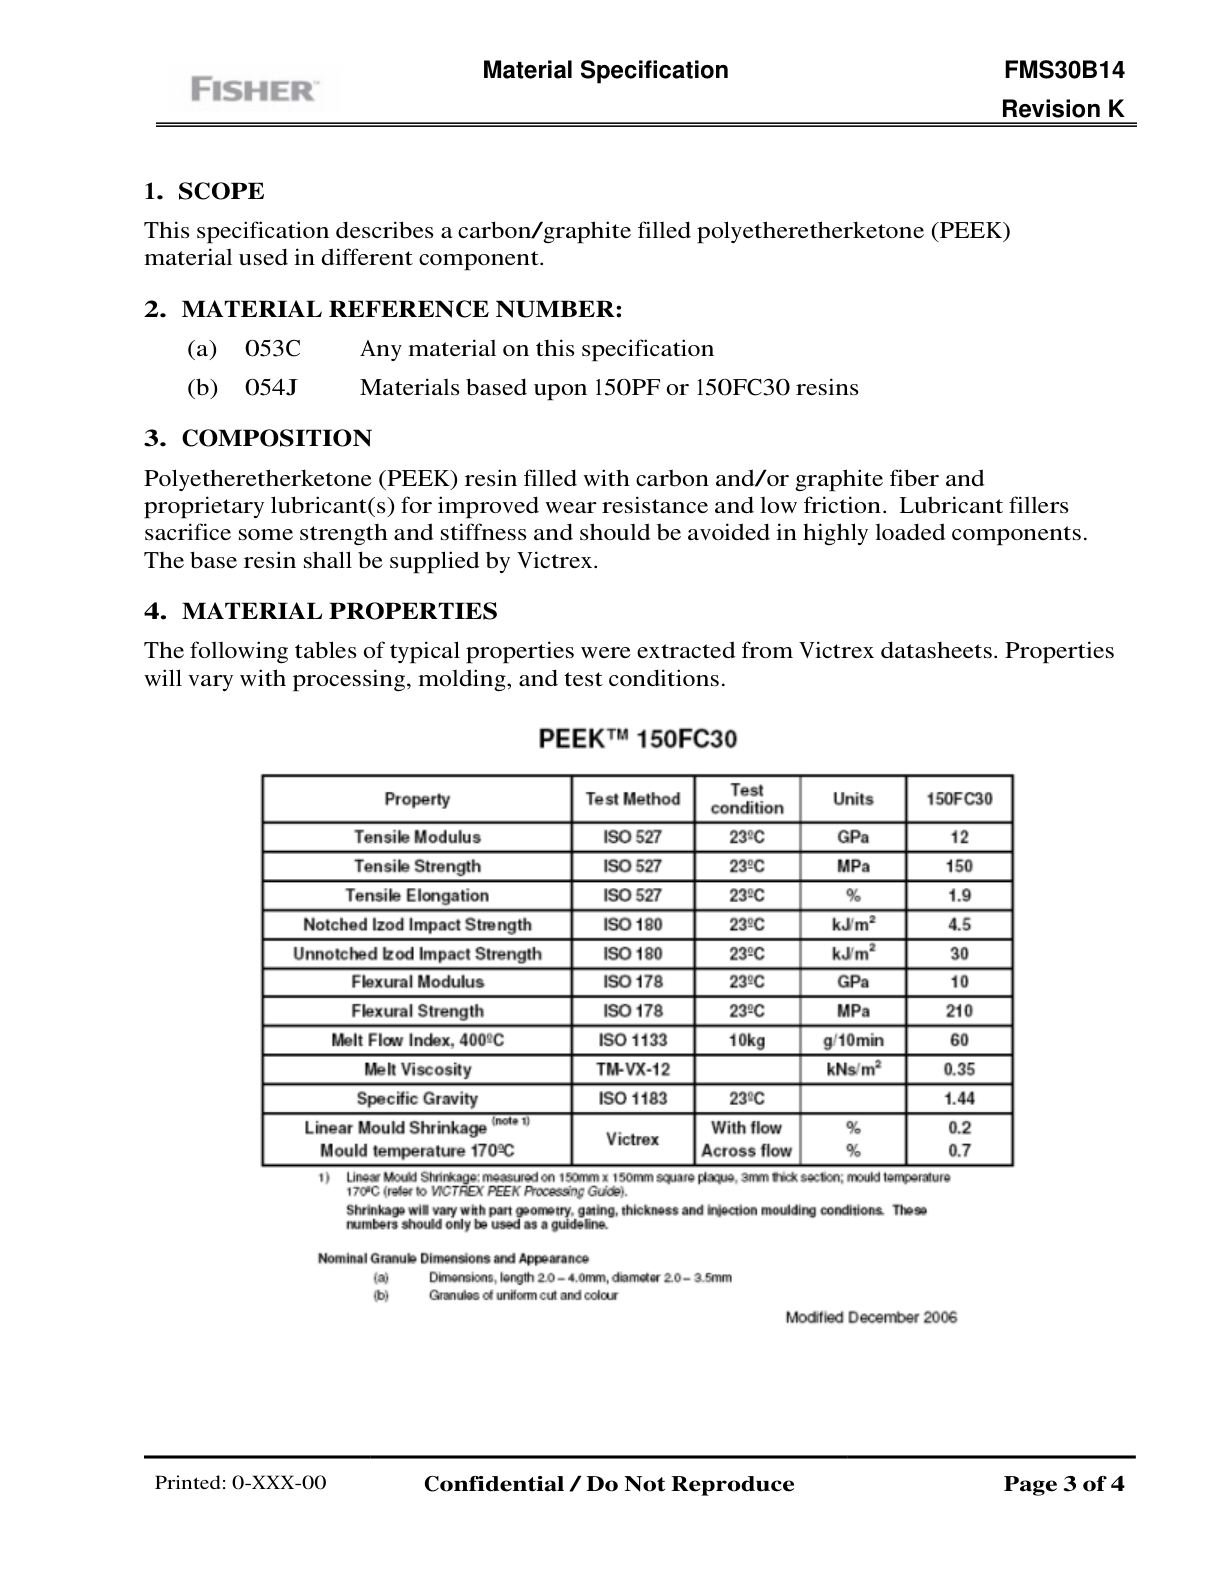 FISHER™
Material Specification
FMS30B14
Revision K
1. SCOPE
This specification describes a carbon/graphite filled polyetheretherketone (PEEK)
material used in different component.
2. MATERIAL REFERENCE NUMBER:
(a) 053C Any material on this specification
(b) 054J Materials based upon 150PF or 150FC30 resins
3. COMPOSITION
Polyetheretherketone (PEEK) resin filled with carbon and/or graphite fiber and
proprietary lubricant(s) for improved wear resistance and low friction. Lubricant fillers
sacrifice some strength and stiffness and should be avoided in highly loaded components.
The base resin shall be supplied by Victrex.
4. MATERIAL PROPERTIES
The following tables of typical properties were extracted from Victrex datasheets. Properties
will vary with processing, molding, and test conditions.
PEEK™ 150FC30
Property Test Method Test condition Units 150FC30
Tensile Modulus ISO 527 23ºC GPa 12
Tensile Strength ISO 527 23ºC MPa 150
Tensile Elongation ISO 527 23ºC % 1.9
Notched Izod Impact Strength ISO 180 23ºC kJ/m² 4.5
Unnotched Izod Impact Strength ISO 180 23ºC kJ/m² 30
Flexural Modulus ISO 178 23ºC GPa 10
Flexural Strength ISO 178 23ºC MPa 210
Melt Flow Index, 400ºC ISO 1133 10kg g/10min 60
Melt Viscosity TM-VX-12 kNs/m² 0.35
Specific Gravity ISO 1183 23ºC 1.44
Linear Mould Shrinkage (note 1) Victrex With flow % 0.2
Mould temperature 170ºC Across flow % 0.7
1) Linear Mould Shrinkage: measured on 150mm x 150mm square plaque, 3mm thick section; mould temperature
170ºC (refer to VICTREX PEEK Processing Guide).
Shrinkage will vary with part geometry, gating, thickness and injection moulding conditions. These
numbers should only be used as a guideline.
Nominal Granule Dimensions and Appearance
(a) Dimensions, length 2.0 – 4.0mm, diameter 2.0 – 3.5mm
(b) Granules of uniform cut and colour
Modified December 2006
Printed: 0-XXX-00
Confidential / Do Not Reproduce
Page 3 of 4